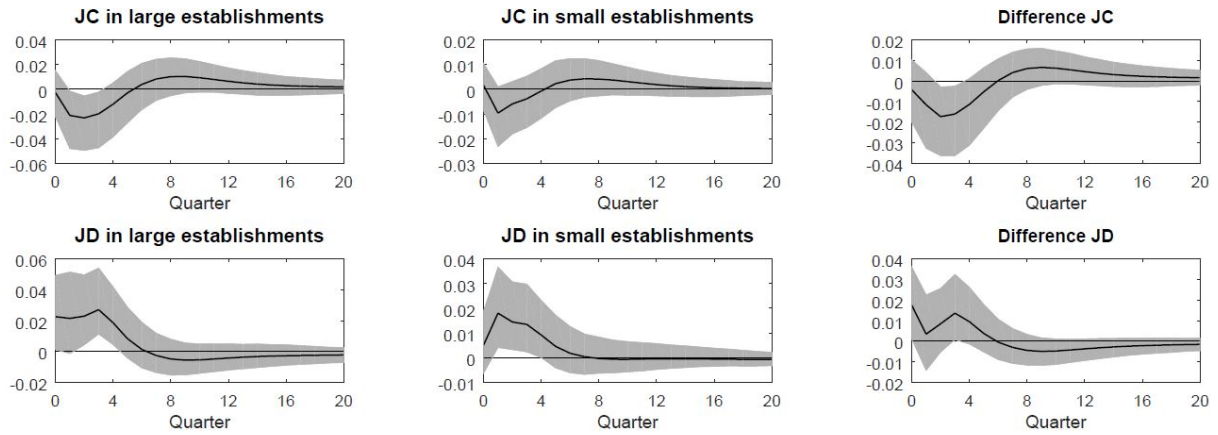 JC in large establishments
0.04
0.02
0
-0.02
-0.04
-0.06
0 4 8 12 16 20
Quarter
JC in small establishments
0.02
0.01
0
-0.01
-0.02
-0.03
0 4 8 12 16 20
Quarter
Difference JC
0.02
0.01
0
-0.01
-0.02
-0.03
-0.04
0 4 8 12 16 20
Quarter
JD in large establishments
0.06
0.04
0.02
0
-0.02
0 4 8 12 16 20
Quarter
JD in small establishments
0.04
0.03
0.02
0.01
0
-0.01
0 4 8 12 16 20
Quarter
Difference JD
0.04
0.03
0.02
0.01
0
-0.01
-0.02
0 4 8 12 16 20
Quarter